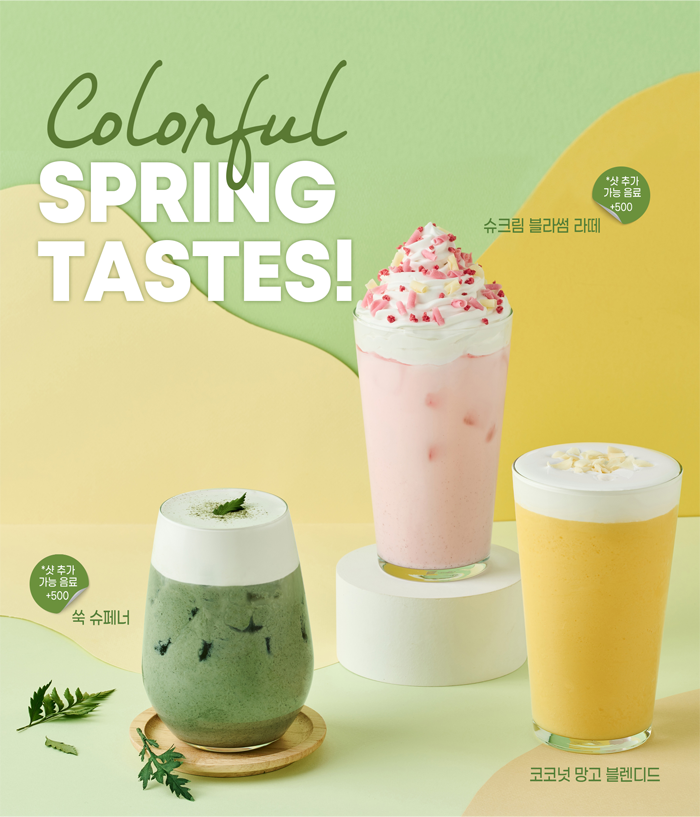 Colorful
SPRING
TASTES!
*샷 추가
가능 음료
+500
슈크림 블라썸 라떼
*샷 추가
가능 음료
+500
쑥 슈페너
코코넛 망고 블렌디드